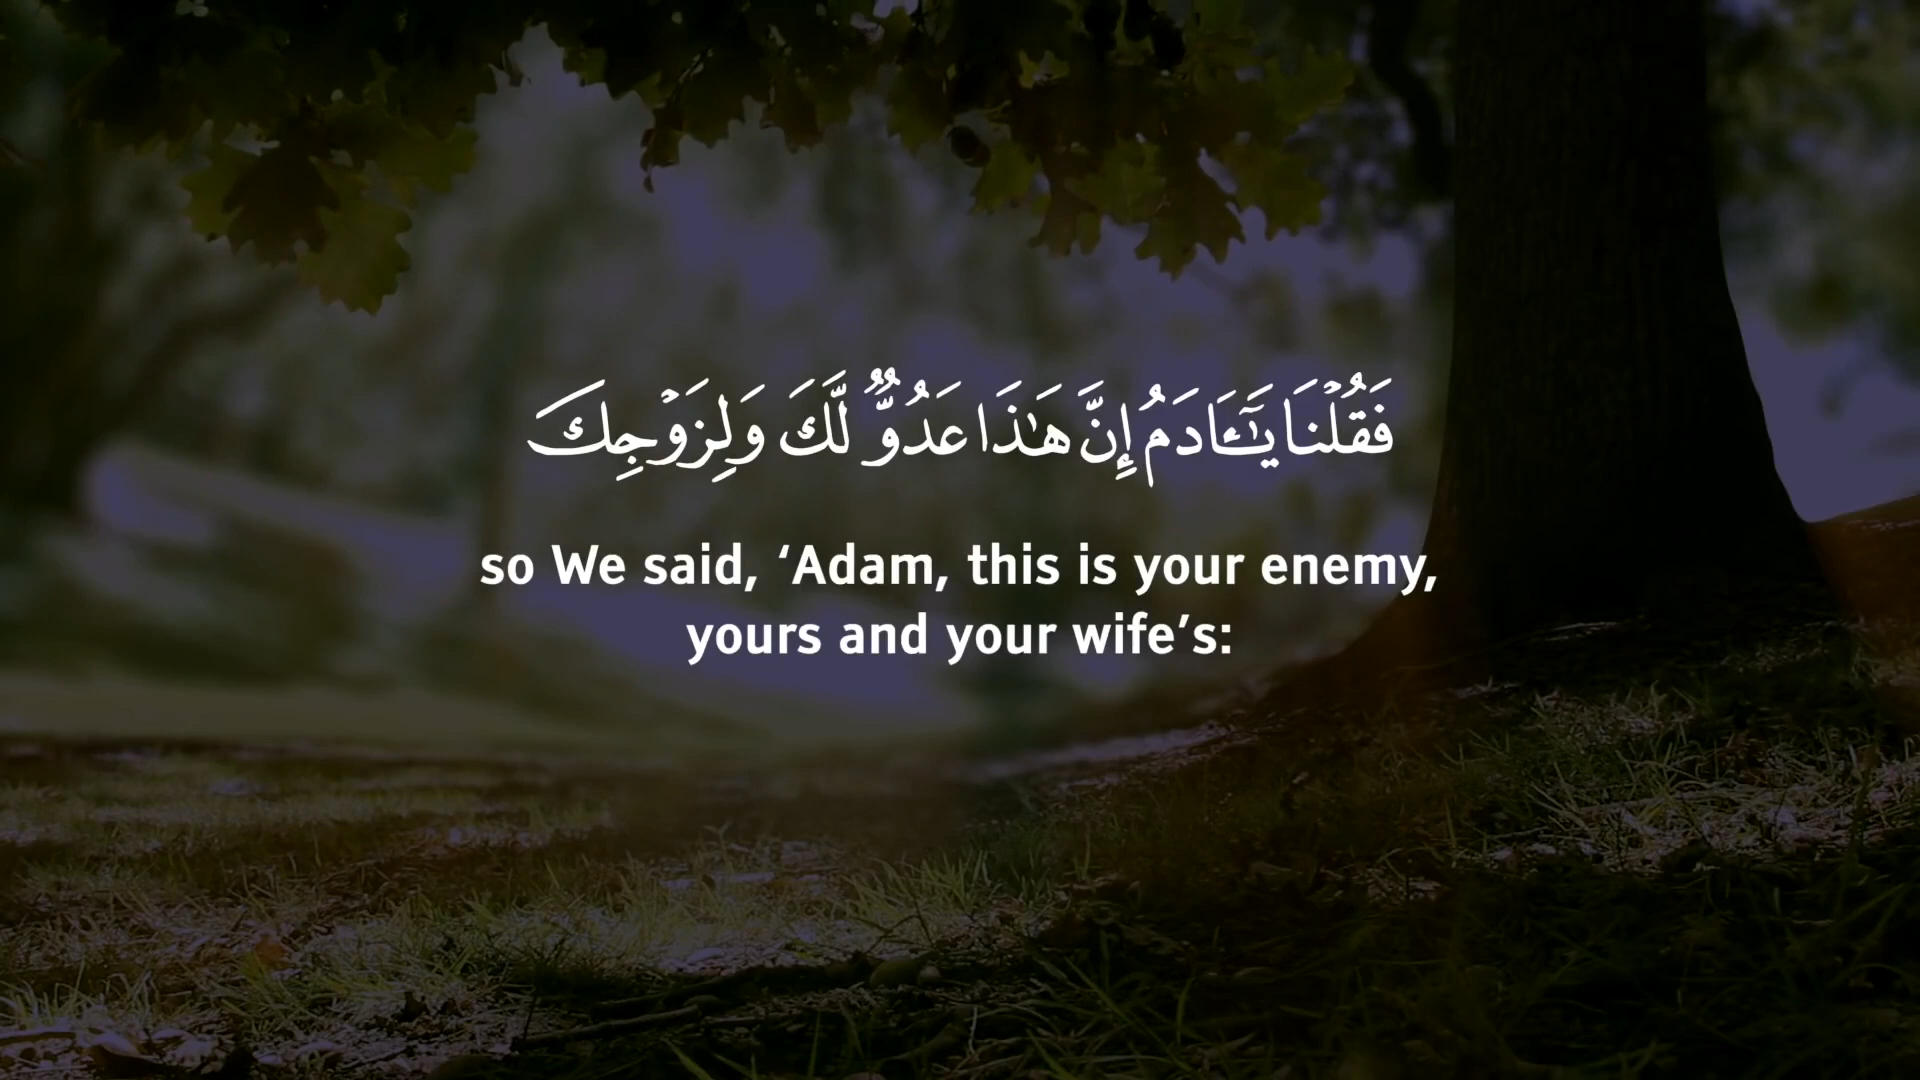 فَقُلْنَا يَـٰٓـَٔادَمُ إِنَّ هَـٰذَا عَدُوٌّ لَّكَ وَلِزَوْجِكَ
so We said, ‘Adam, this is your enemy,
yours and your wife’s: